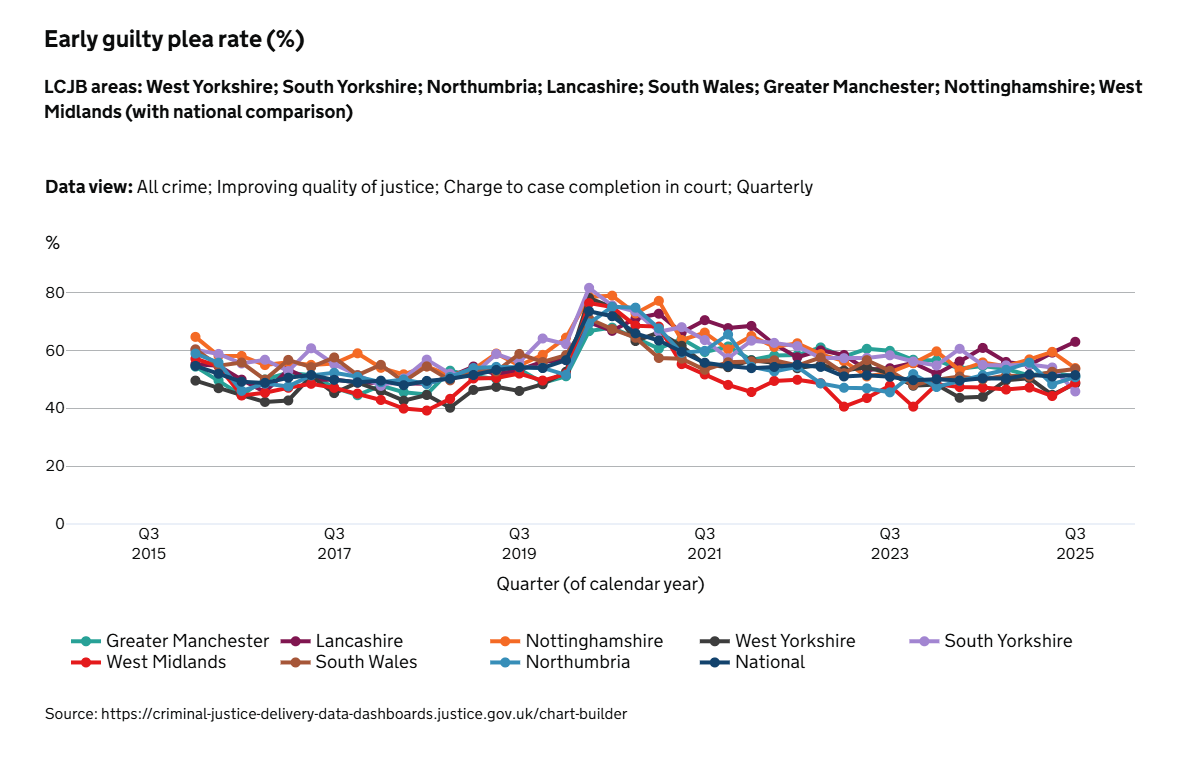 Early guilty plea rate (%)
LCJB areas: West Yorkshire; South Yorkshire; Northumbria; Lancashire; South Wales; Greater Manchester; Nottinghamshire; West
Midlands (with national comparison)
Data view: All crime; Improving quality of justice; Charge to case completion in court; Quarterly
%
80
60
40
20
0
Q3 Q3 Q3 Q3 Q3 Q3
2015 2017 2019 2021 2023 2025
Quarter (of calendar year)
Greater Manchester Lancashire Nottinghamshire West Yorkshire South Yorkshire
West Midlands South Wales Northumbria National
Source: https://criminal-justice-delivery-data-dashboards.justice.gov.uk/chart-builder